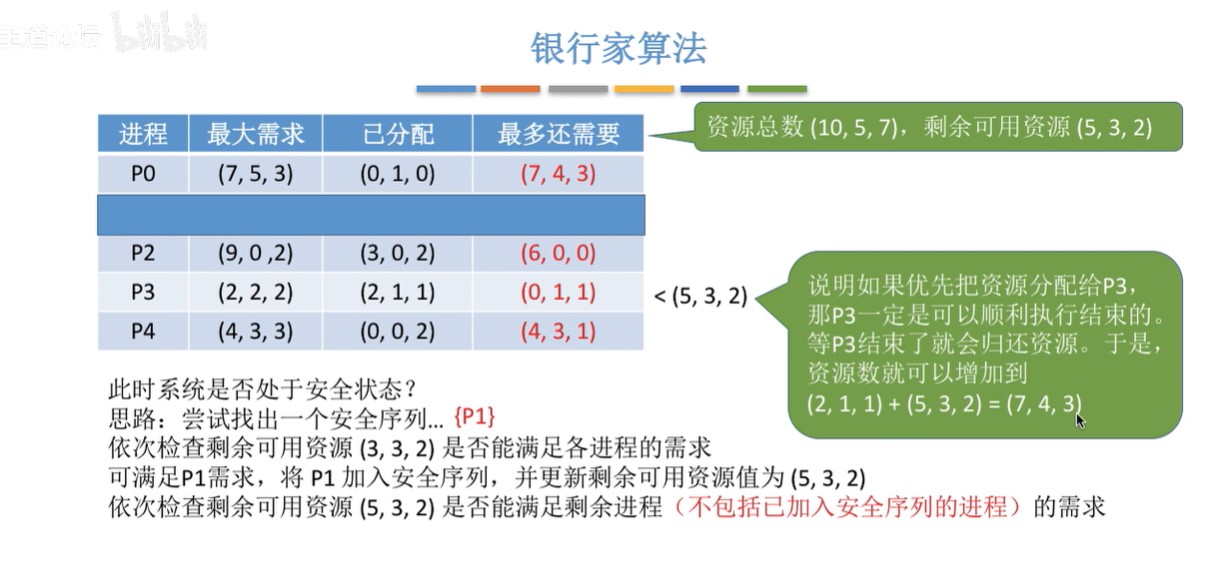 王道论坛 bilibili
银行家算法
进程 最大需求 已分配 最多还需要
资源总数 (10, 5, 7)，剩余可用资源 (5, 3, 2)
P0 (7, 5, 3) (0, 1, 0) (7, 4, 3)
P2 (9, 0 ,2) (3, 0, 2) (6, 0, 0)
P3 (2, 2, 2) (2, 1, 1) (0, 1, 1)
P4 (4, 3, 3) (0, 0, 2) (4, 3, 1)
< (5, 3, 2)
说明如果优先把资源分配给P3，
那P3一定是可以顺利执行结束的。
等P3结束了就会归还资源。于是，
资源数就可以增加到
(2, 1, 1) + (5, 3, 2) = (7, 4, 3)
此时系统是否处于安全状态？
思路：尝试找出一个安全序列... {P1}
依次检查剩余可用资源 (3, 3, 2) 是否能满足各进程的需求
可满足P1需求，将 P1 加入安全序列，并更新剩余可用资源值为 (5, 3, 2)
依次检查剩余可用资源 (5, 3, 2) 是否能满足剩余进程（不包括已加入安全序列的进程）的需求